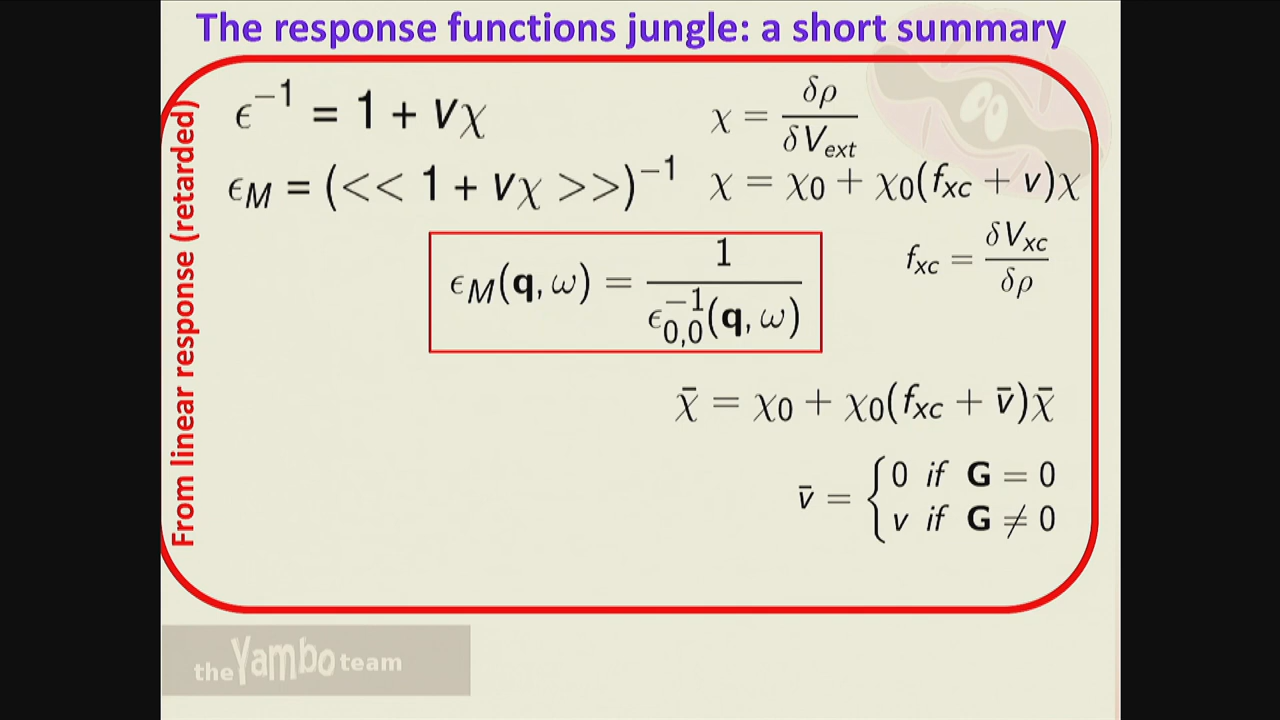 The response functions jungle: a short summary
From linear response (retarded)
ϵ⁻¹ = 1 + vχ
χ = δρ / δV_ext
ϵ_M = (<< 1 + vχ >>)⁻¹
χ = χ₀ + χ₀(f_xc + v)χ
ϵ_M(q, ω) = 1 / ϵ⁻¹_{0,0}(q, ω)
f_xc = δV_xc / δρ
χ̄ = χ₀ + χ₀(f_xc + v̄)χ̄
v̄ = { 0 if G = 0
v if G ≠ 0
the Yambo team